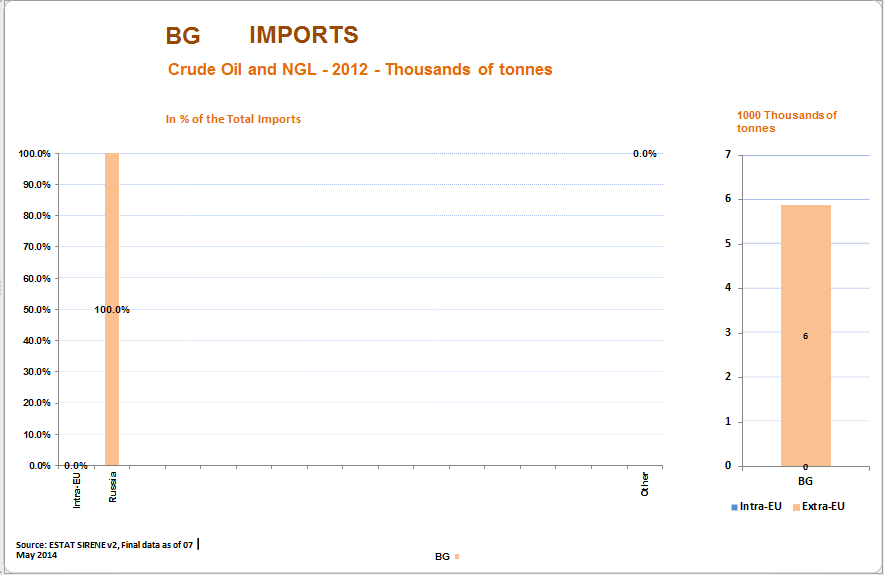 BG IMPORTS
Crude Oil and NGL - 2012 - Thousands of tonnes
In % of the Total Imports
100.0%
90.0%
80.0%
70.0%
60.0%
50.0%
40.0%
30.0%
20.0%
10.0%
0.0%
0.0%
100.0%
0.0%
Intra-EU
Russia
Other
1000 Thousands of
tonnes
7
6
5
4
3
2
1
0
6
0
BG
Intra-EU Extra-EU
Source: ESTAT SIRENE v2, Final data as of 07
May 2014
BG